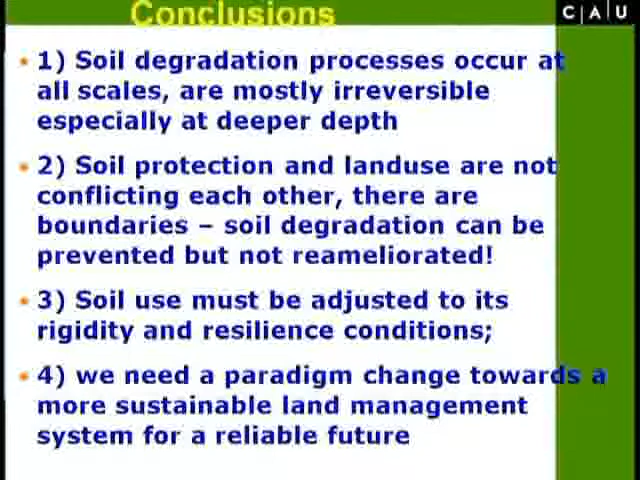 Conclusions
C|A|U
• 1) Soil degradation processes occur at
all scales, are mostly irreversible
especially at deeper depth
• 2) Soil protection and landuse are not
conflicting each other, there are
boundaries – soil degradation can be
prevented but not reameliorated!
• 3) Soil use must be adjusted to its
rigidity and resilience conditions;
• 4) we need a paradigm change towards a
more sustainable land management
system for a reliable future